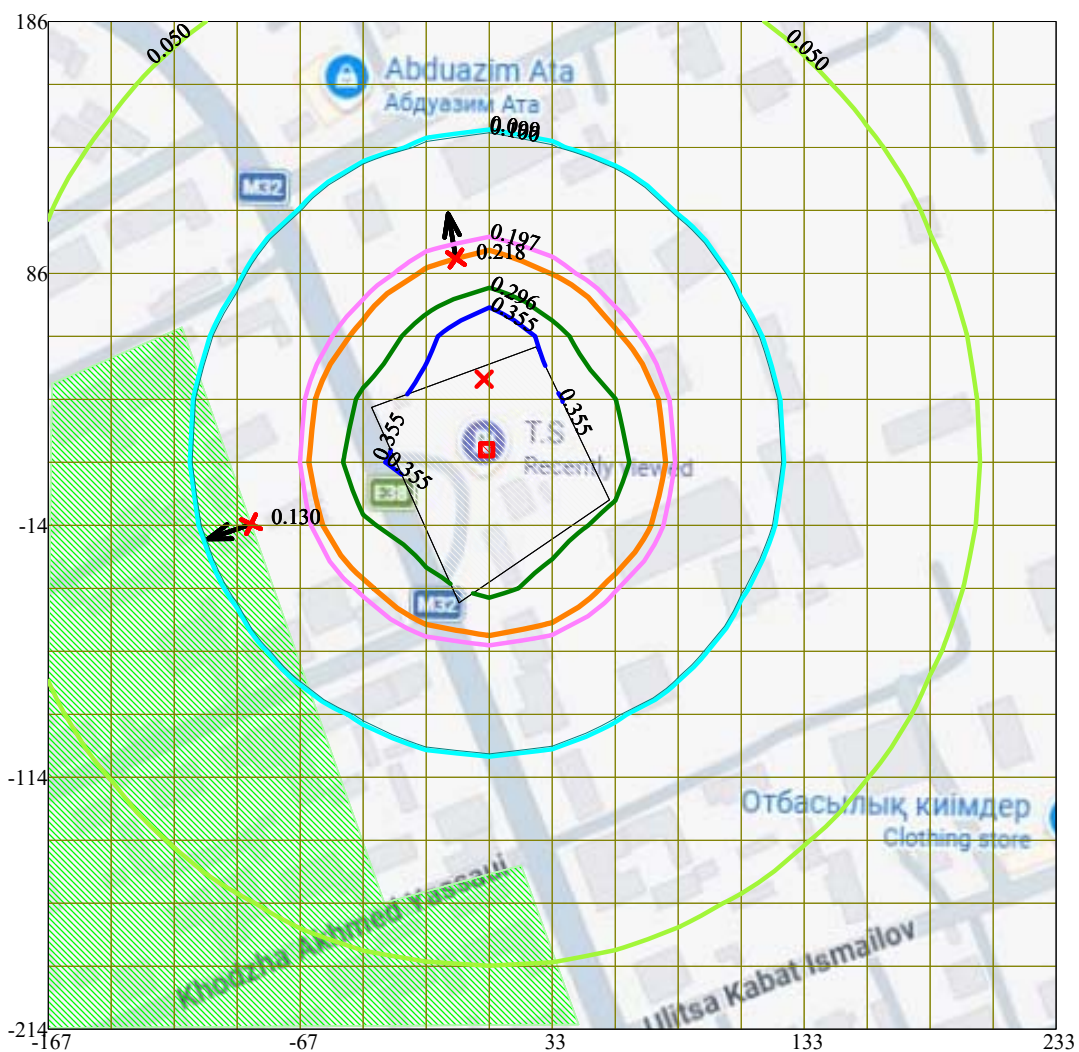 186
0.050
0.050
Abduazim Ata
Абдуазим Ата
0.099
0.100
M32
0.197
0.218
86
0.296
0.355
0.355
0.355
T.S
Recently viewed
0.355
0.130
-14
M32
-114
Отбасылық киімдер
Clothing store
Khodzha Akhmed Yassaui
Ulitsa Kabat Ismailov
-214
-167
-67
33
133
233